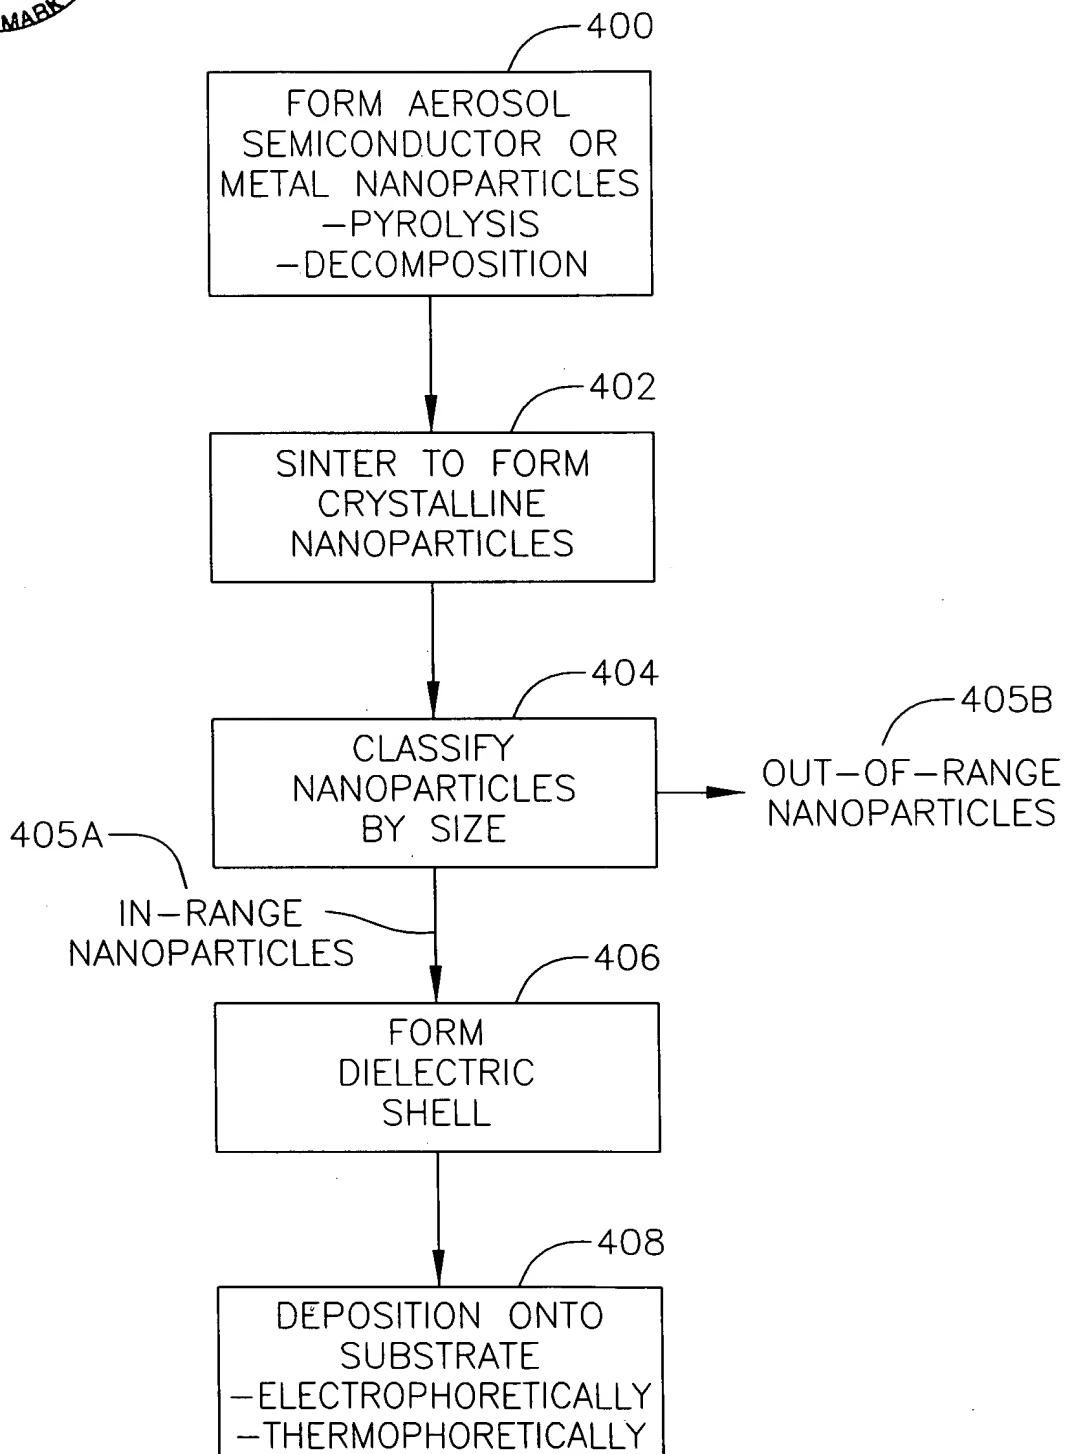 MARK
400
FORM AEROSOL
SEMICONDUCTOR OR
METAL NANOPARTICLES
-PYROLYSIS
-DECOMPOSITION
402
SINTER TO FORM
CRYSTALLINE
NANOPARTICLES
404
CLASSIFY
NANOPARTICLES
BY SIZE
405B
OUT-OF-RANGE
NANOPARTICLES
405A
IN-RANGE
NANOPARTICLES
406
FORM
DIELECTRIC
SHELL
408
DEPOSITION ONTO
SUBSTRATE
-ELECTROPHORETICALLY
-THERMOPHORETICALLY